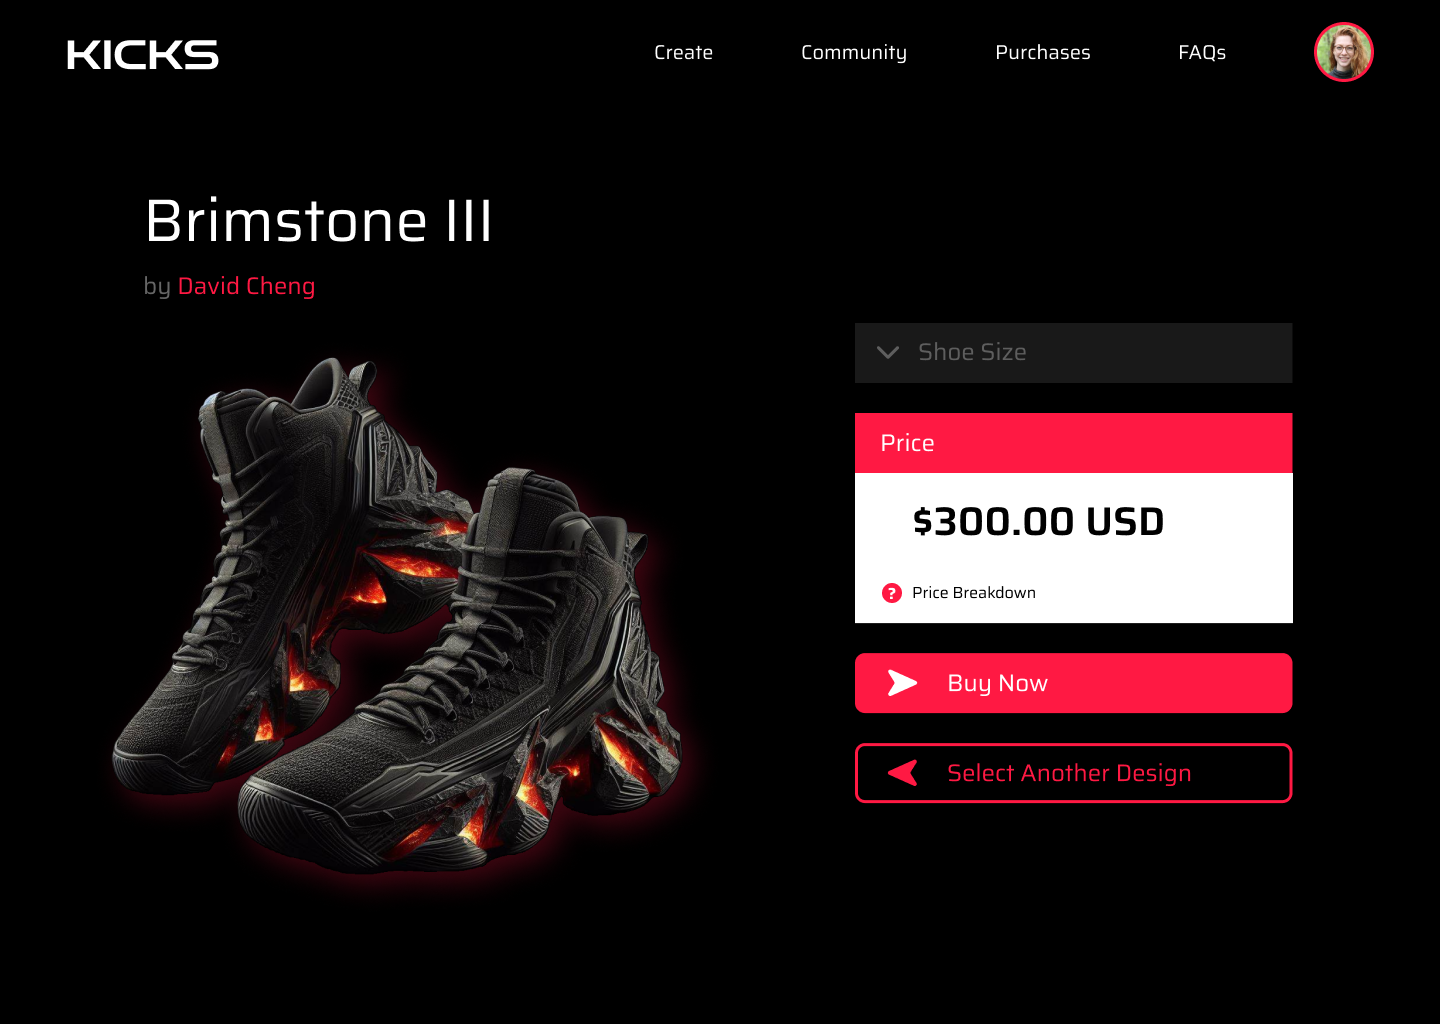 KICKS
Create
Community
Purchases
FAQs
Brimstone III
by David Cheng
Shoe Size
Price
$300.00 USD
? Price Breakdown
Buy Now
Select Another Design